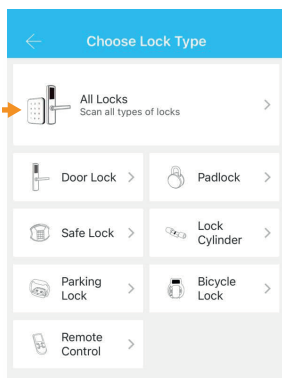 Choose Lock Type
All Locks
Scan all types of locks
Door Lock
Padlock
Safe Lock
Lock
Cylinder
Parking
Lock
Bicycle
Lock
Remote
Control